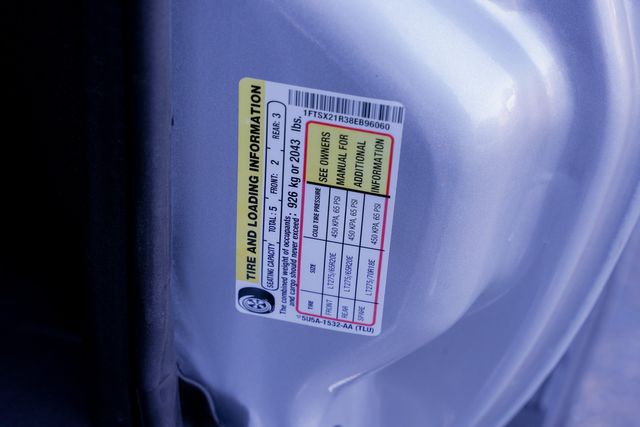 TIRE AND LOADING INFORMATION
SEATING CAPACITY TOTAL: 5 FRONT: 2 REAR: 3
The combined weight of occupants
and cargo should never exceed: 926 kg or 2043 lbs.
TIRE SIZE COLD TIRE PRESSURE
FRONT LT275/65R20E 450 KPA, 65 PSI
REAR LT275/65R20E 450 KPA, 65 PSI
SPARE LT275/70R18E 450 KPA, 65 PSI
SEE OWNERS
MANUAL FOR
ADDITIONAL
INFORMATION
5U5A-1532-AA (TLU)
1FTSX21R38EB96060